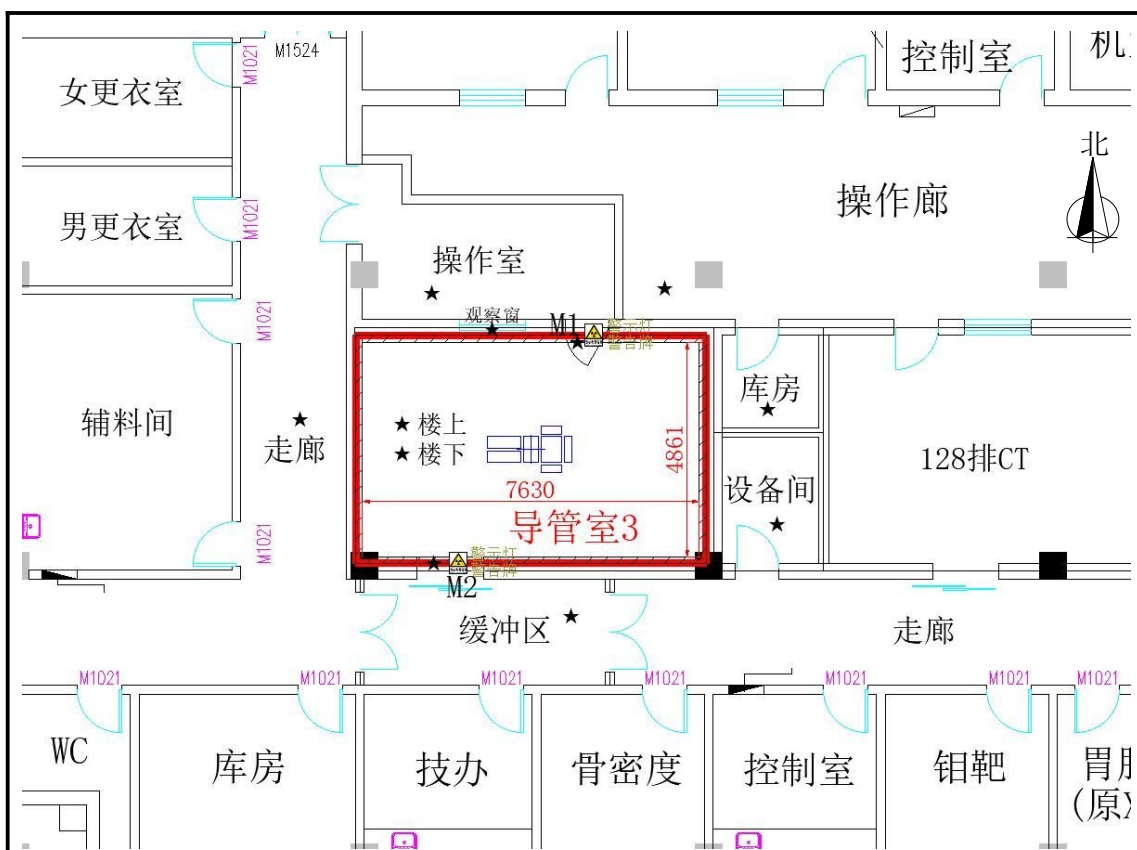 M1524
M1021
女更衣室
控制室
机
北
男更衣室
M1021
操作廊
操作室
M1021
观察窗
M1
警示灯
警告牌
辅料间
走廊
楼上
楼下
4861
库房
128排CT
7630
设备间
导管室3
M1021
警示灯
警告牌
M2
缓冲区
走廊
M1021
M1021
M1021
M1021
M1021
M1021
M1021
WC
库房
技办
骨密度
控制室
钼靶
胃肠
(原X